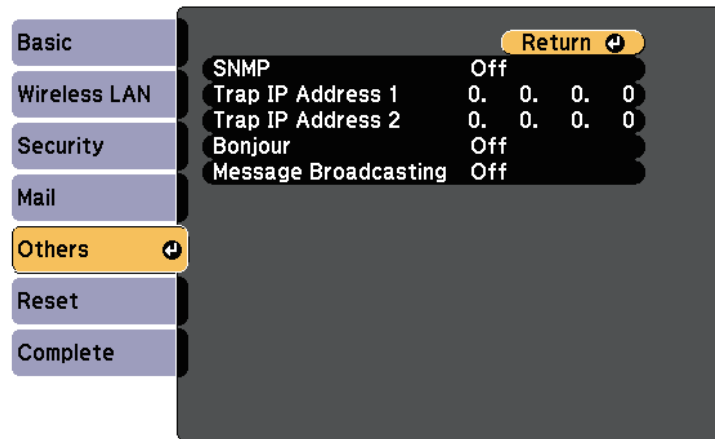 Basic
Wireless LAN
Security
Mail
Others
Reset
Complete
Return
SNMP Off
Trap IP Address 1 0. 0. 0. 0
Trap IP Address 2 0. 0. 0. 0
Bonjour Off
Message Broadcasting Off